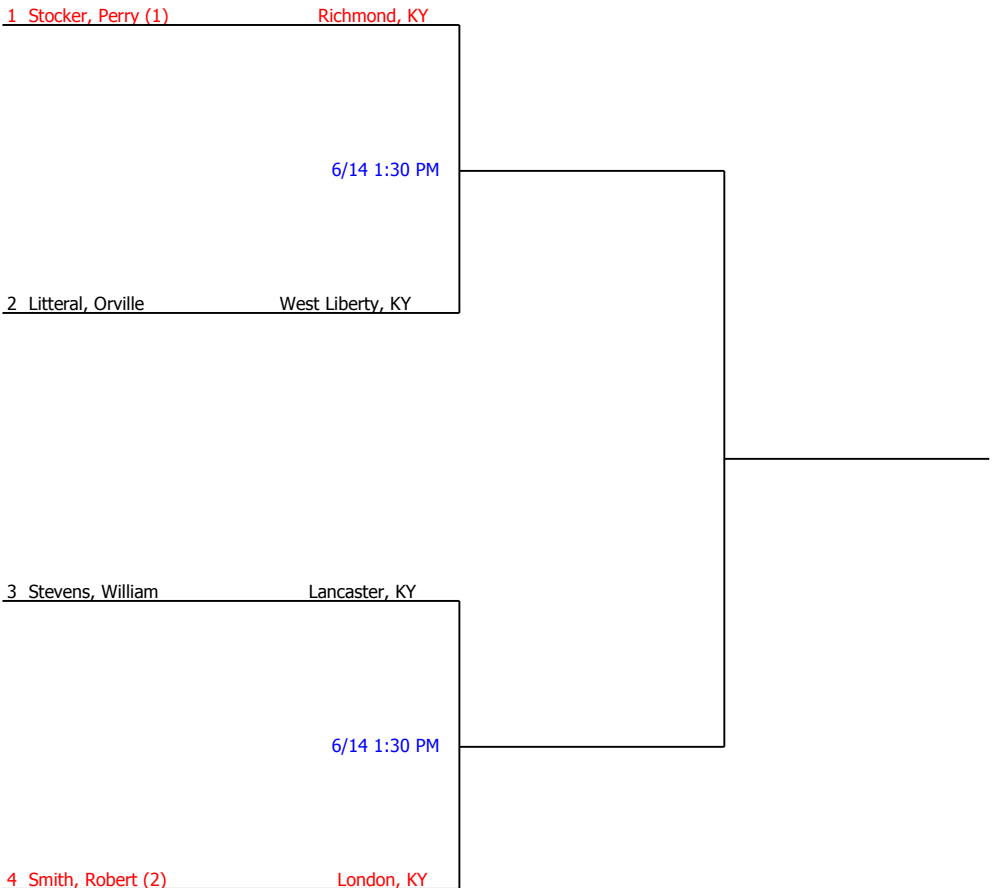 1 Stocker, Perry (1) Richmond, KY
6/14 1:30 PM
2 Litteral, Orville West Liberty, KY
3 Stevens, William Lancaster, KY
6/14 1:30 PM
4 Smith, Robert (2) London, KY